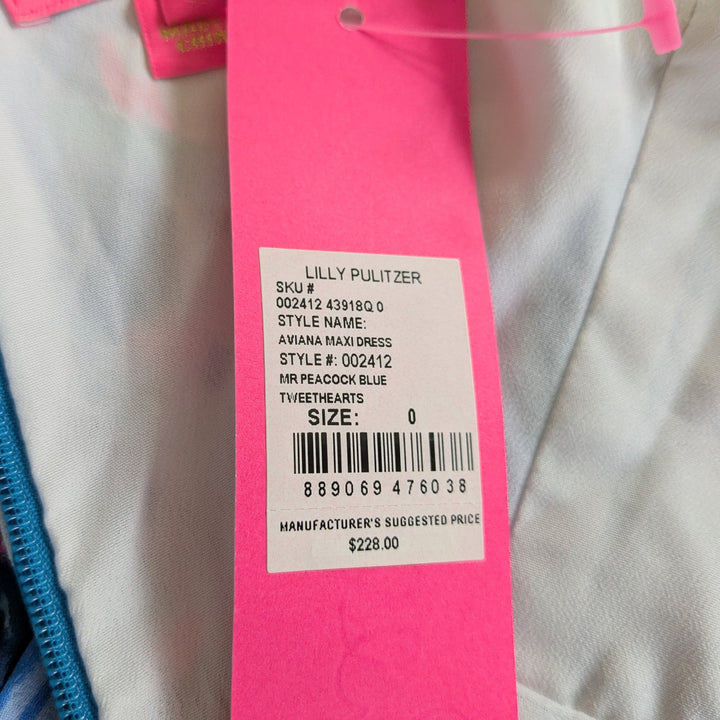 LILLY PULITZER
SKU #
002412 43918Q 0
STYLE NAME:
AVIANA MAXI DRESS
STYLE #: 002412
MR PEACOCK BLUE
TWEETHEARTS
SIZE: 0
889069 476038
MANUFACTURER'S SUGGESTED PRICE
$228.00